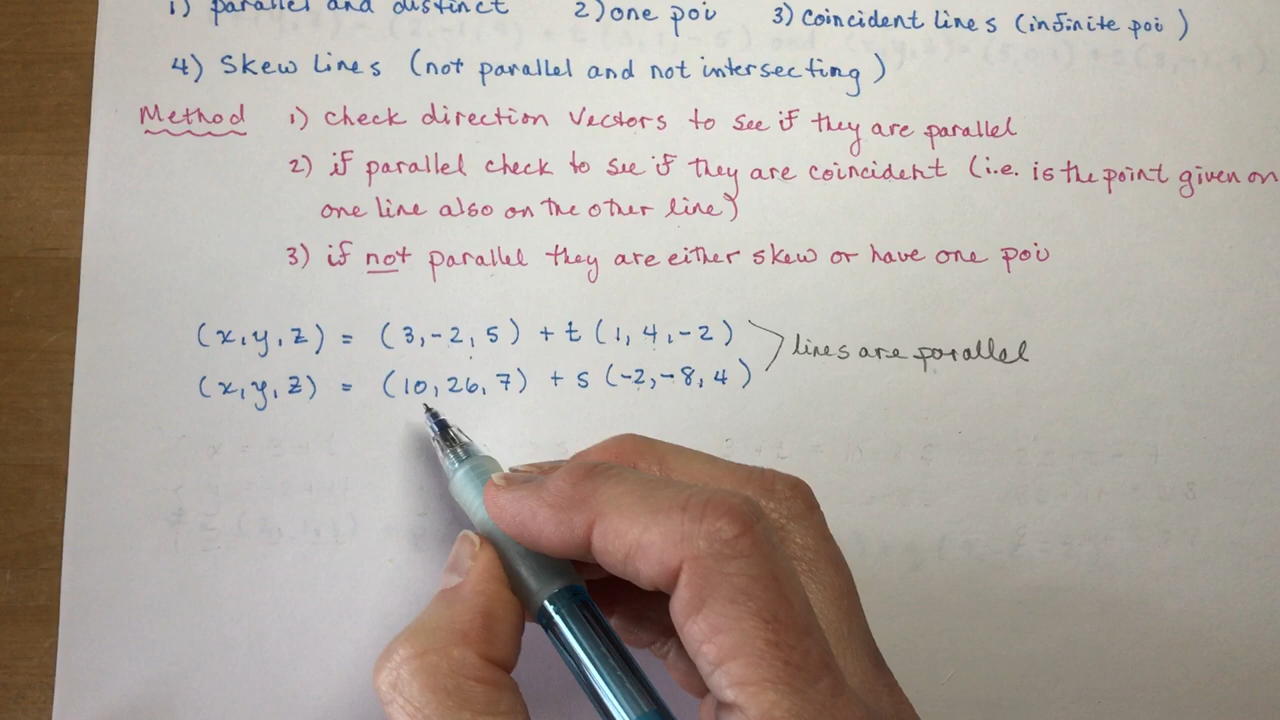 1) parallel and distinct 2) one poi 3) Coincident lines (infinite poi)
4) Skew Lines (not parallel and not intersecting)
Method 1) check direction vectors to see if they are parallel
2) if parallel check to see if they are coincident (i.e. is the point given on
one line also on the other line)
3) if not parallel they are either skew or have one poi
(x,y,z) = (3,-2,5) + t(1,4,-2)
lines are parallel
(x,y,z) = (10,26,7) + s(-2,-8,4)